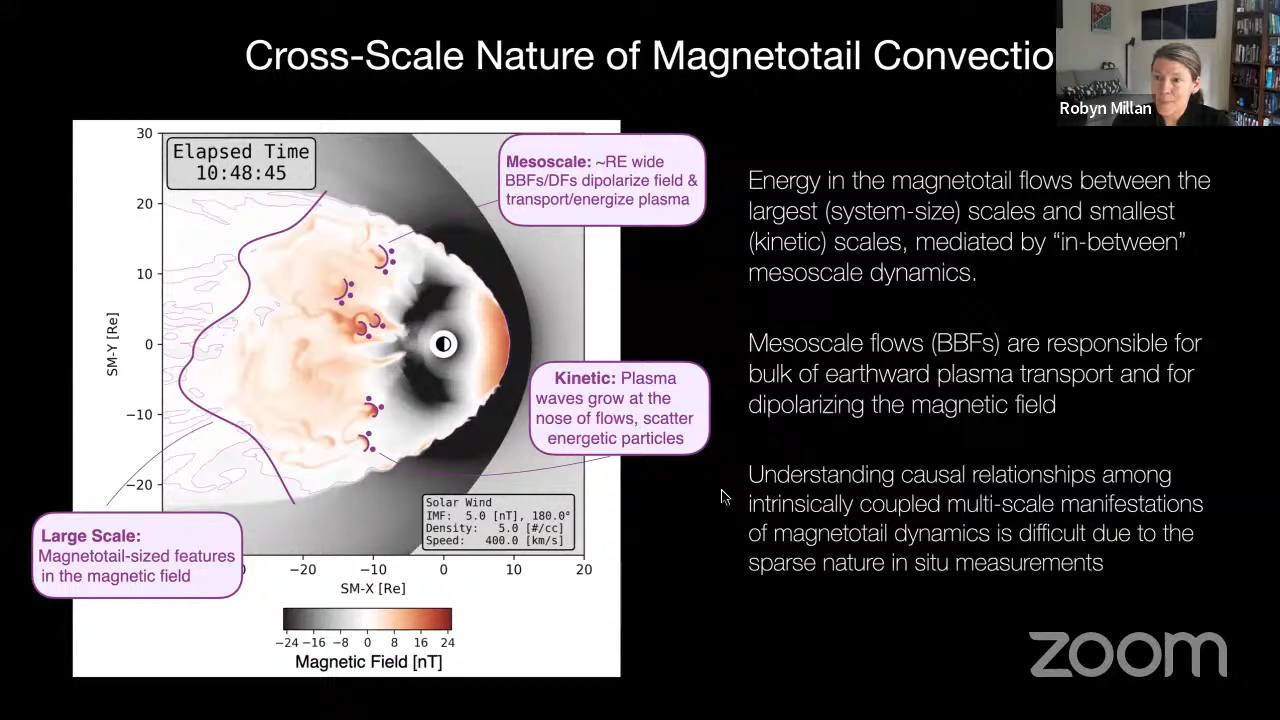 Cross-Scale Nature of Magnetotail Convectio
Robyn Millan
30
20
10
0
−10
−20
SM-Y [Re]
Elapsed Time
10:48:45
Mesoscale: ~RE wide
BBFs/DFs dipolarize field &
transport/energize plasma
Kinetic: Plasma
waves grow at the
nose of flows, scatter
energetic particles
Large Scale:
Magnetotail-sized features
in the magnetic field
Solar Wind
IMF: 5.0 [nT], 180.0°
Density: 5.0 [#/cc]
Speed: 400.0 [km/s]
0 −20 −10 0 10 20
SM-X [Re]
−24 −16 −8 0 8 16 24
Magnetic Field [nT]
Energy in the magnetotail flows between the
largest (system-size) scales and smallest
(kinetic) scales, mediated by “in-between”
mesoscale dynamics.
Mesoscale flows (BBFs) are responsible for
bulk of earthward plasma transport and for
dipolarizing the magnetic field
Understanding causal relationships among
intrinsically coupled multi-scale manifestations
of magnetotail dynamics is difficult due to the
sparse nature in situ measurements
zoom